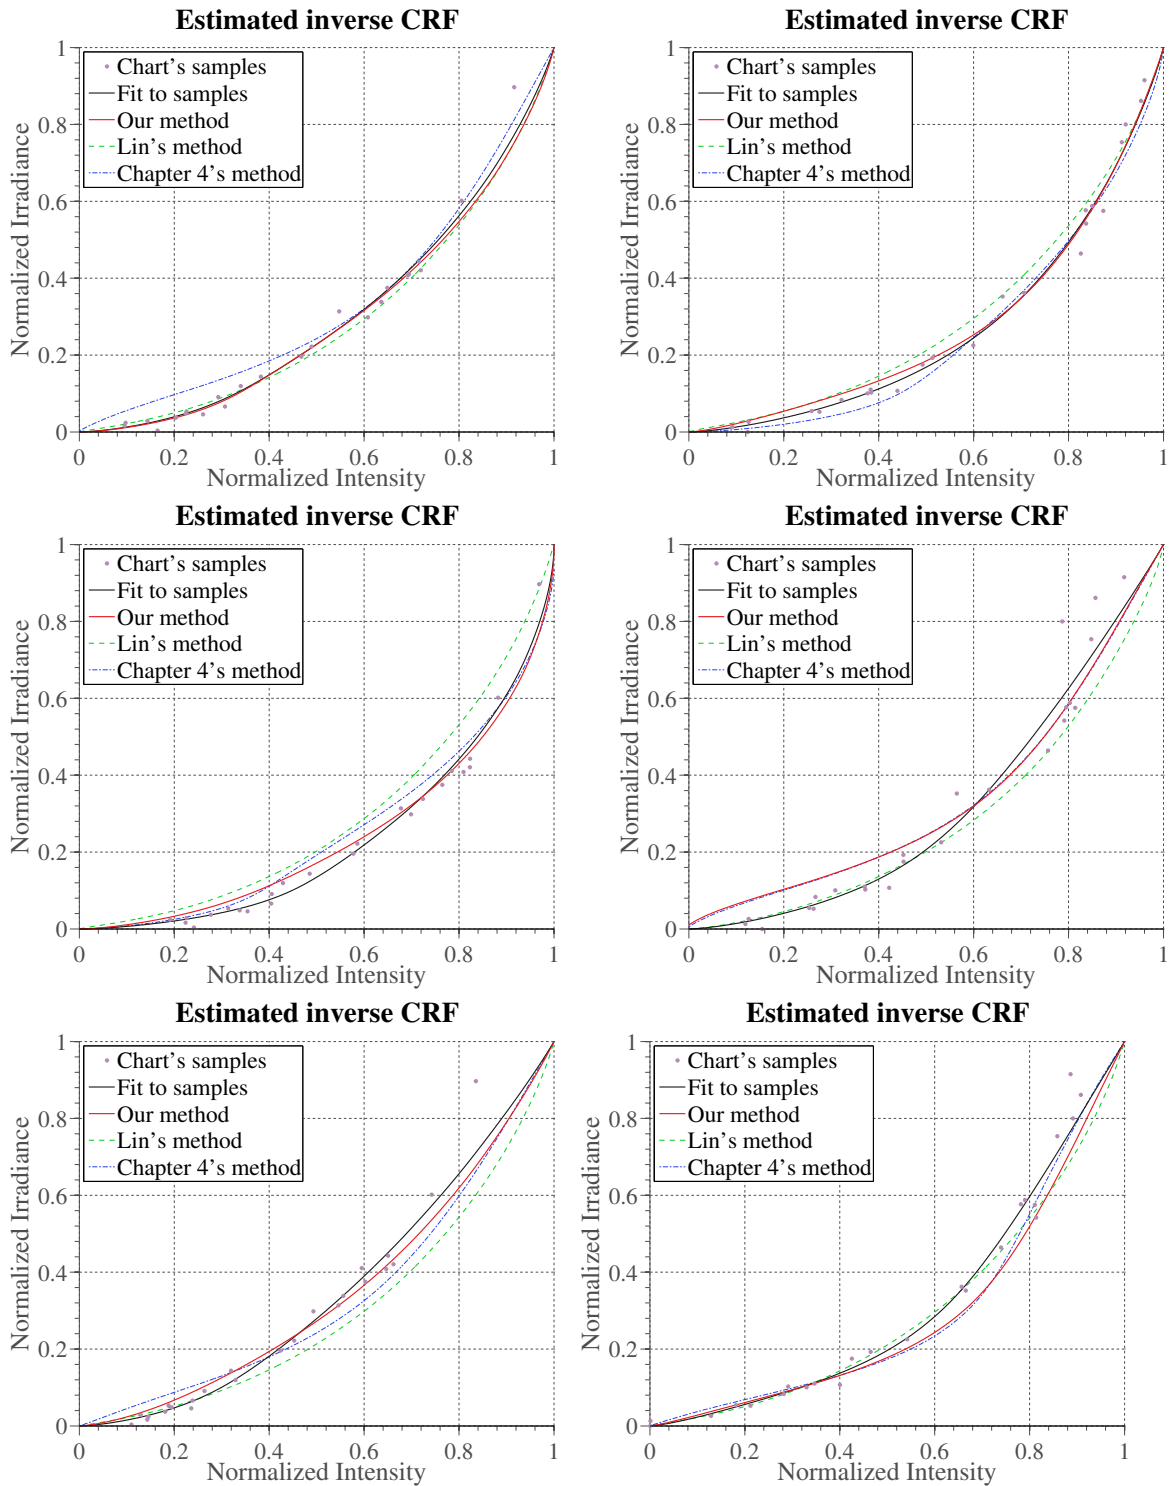 Estimated inverse CRF
1
0.8
0.6
0.4
0.2
0
Normalized Irradiance
Chart's samples
Fit to samples
Our method
Lin's method
Chapter 4's method
0 0.2 0.4 0.6 0.8 1
Normalized Intensity
Estimated inverse CRF
1
0.8
0.6
0.4
0.2
0
Normalized Irradiance
Chart's samples
Fit to samples
Our method
Lin's method
Chapter 4's method
0 0.2 0.4 0.6 0.8 1
Normalized Intensity
Estimated inverse CRF
1
0.8
0.6
0.4
0.2
0
Normalized Irradiance
Chart's samples
Fit to samples
Our method
Lin's method
Chapter 4's method
0 0.2 0.4 0.6 0.8 1
Normalized Intensity
Estimated inverse CRF
1
0.8
0.6
0.4
0.2
0
Normalized Irradiance
Chart's samples
Fit to samples
Our method
Lin's method
Chapter 4's method
0 0.2 0.4 0.6 0.8 1
Normalized Intensity
Estimated inverse CRF
1
0.8
0.6
0.4
0.2
0
Normalized Irradiance
Chart's samples
Fit to samples
Our method
Lin's method
Chapter 4's method
0 0.2 0.4 0.6 0.8 1
Normalized Intensity
Estimated inverse CRF
1
0.8
0.6
0.4
0.2
0
Normalized Irradiance
Chart's samples
Fit to samples
Our method
Lin's method
Chapter 4's method
0 0.2 0.4 0.6 0.8 1
Normalized Intensity